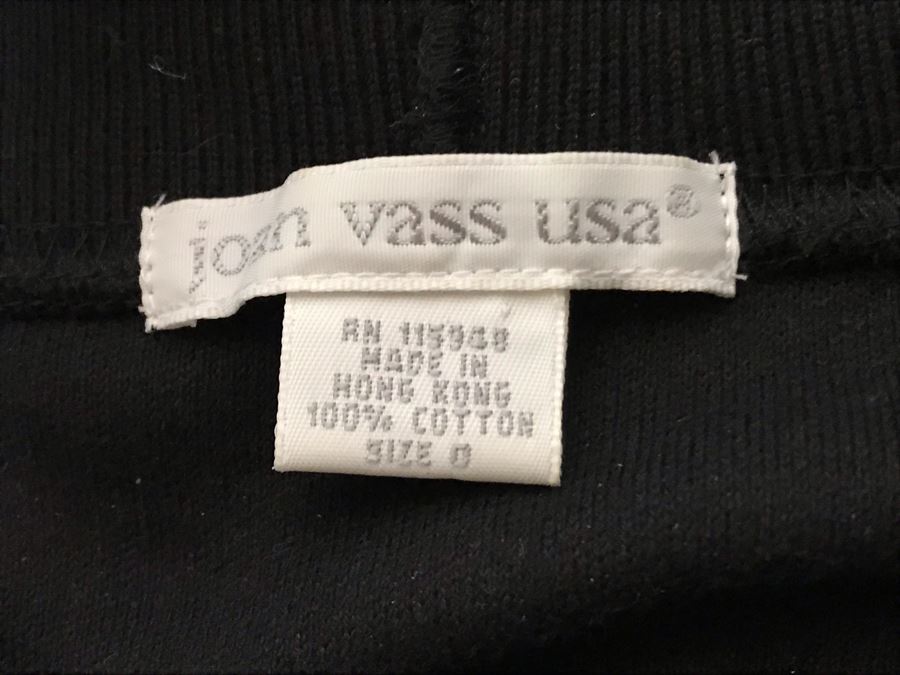 joan vass usa®
RN 115948
MADE IN
HONG KONG
100% COTTON
SIZE 0